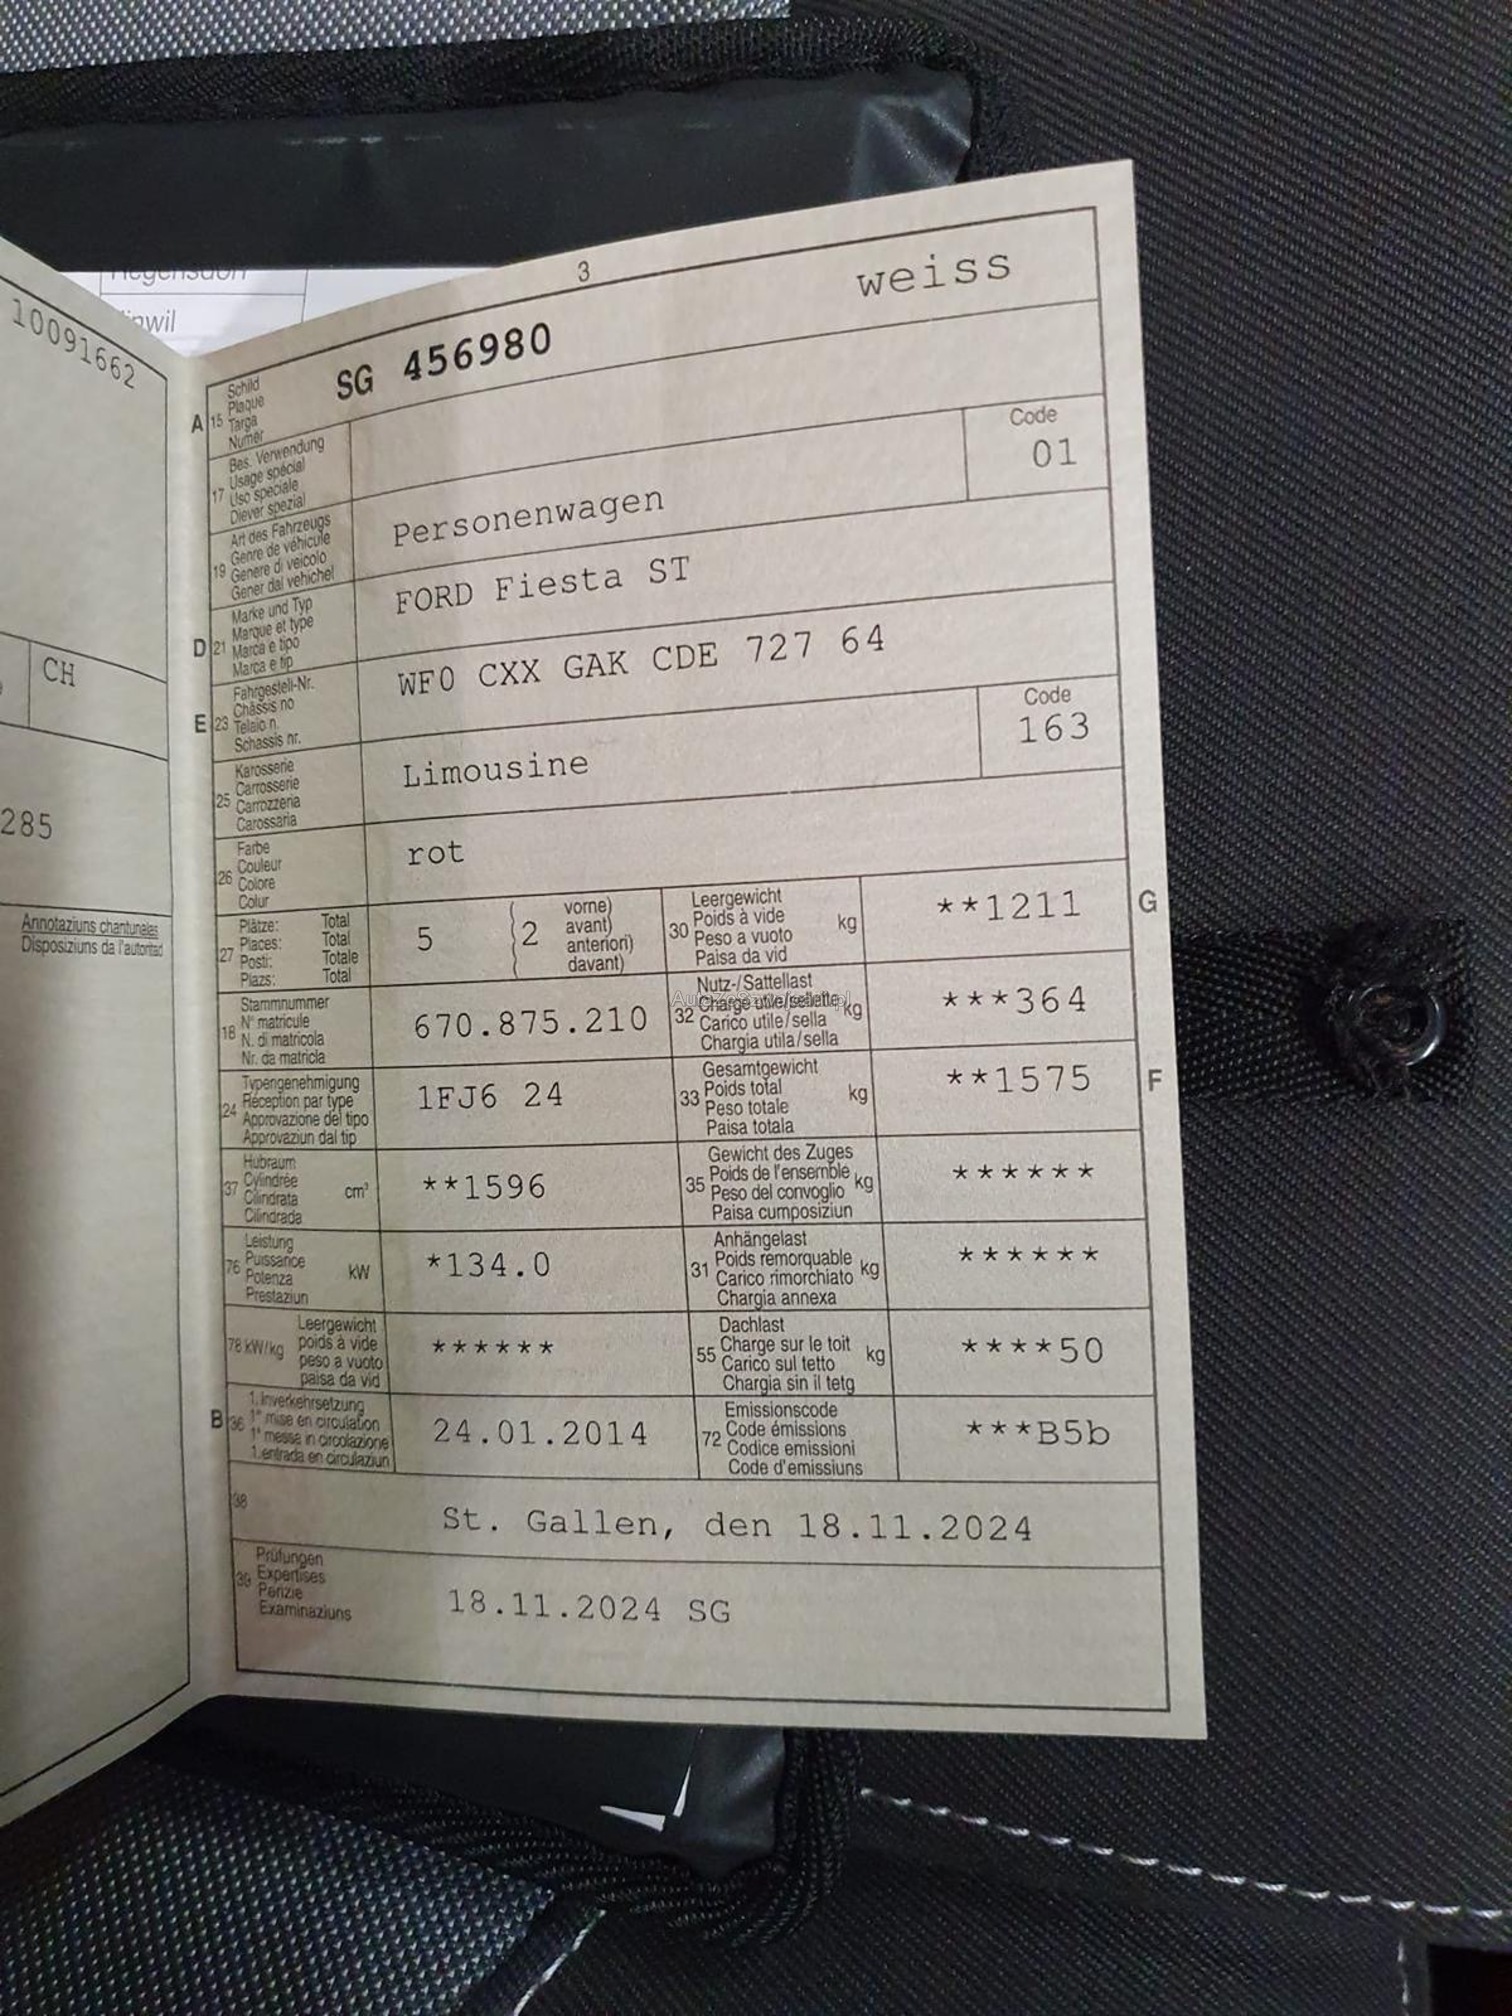 10091662
CH
285
Annotaziuns chantunalas
Disposiziuns da l'autoritad
3
A 15 Schild
Plaque
Targa
Numer
SG 456980
weiss
17 Bes. Verwendung
Usage spécial
Uso speciale
Diever spezial
19 Art des Fahrzeugs
Genre de véhicule
Genere di veicolo
Gener dal vehichel
Personenwagen
Code
01
D 21 Marke und Typ
Marque et type
Marca e tipo
Marca e tip
FORD Fiesta ST
E 23 Fahrgestell-Nr.
Châssis no
Telaio n.
Schassis nr.
WF0 CXX GAK CDE 727 64
25 Karosserie
Carrosserie
Carrozzeria
Carossaria
Limousine
Code
163
26 Farbe
Couleur
Colore
Colur
rot
27 Plätze: Total
Places: Total
Posti: Totale
Plazs: Total
5
2
vorne)
avant)
anteriori)
davant)
30 Leergewicht
Poids à vide
Peso a vuoto
Paisa da vid
kg
**1211
G
18 Stammnummer
N° matricule
N. di matricola
Nr. da matricla
670.875.210
32 Nutz-/Sattellast
Charge utile/sellette
Carico utile/sella
Chargia utila/sella
kg
***364
24 Typengenehmigung
Réception par type
Approvazione del tipo
Approvaziun dal tip
1FJ6 24
33 Gesamtgewicht
Poids total
Peso totale
Paisa totala
kg
**1575
F
37 Hubraum
Cylindrée
Cilindrata
Cilindrada
cm³
**1596
35 Gewicht des Zuges
Poids de l'ensemble
Peso del convoglio
Paisa cumposiziun
kg
******
76 Leistung
Puissance
Potenza
Prestaziun
kW
*134.0
31 Anhängelast
Poids remorquable
Carico rimorchiato
Chargia annexa
kg
******
78 kW/kg
Leergewicht
poids à vide
peso a vuoto
paisa da vid
******
55 Dachlast
Charge sur le toit
Carico sul tetto
Chargia sin il tetg
kg
****50
B 36 1. Inverkehrsetzung
1re mise en circulation
1a messa in circolazione
1. entrada en circulaziun
24.01.2014
72 Emissionscode
Code émissions
Codice emissioni
Code d'emissiuns
***B5b
38
St. Gallen, den 18.11.2024
39 Prüfungen
Expertises
Perizie
Examinaziuns
18.11.2024 SG